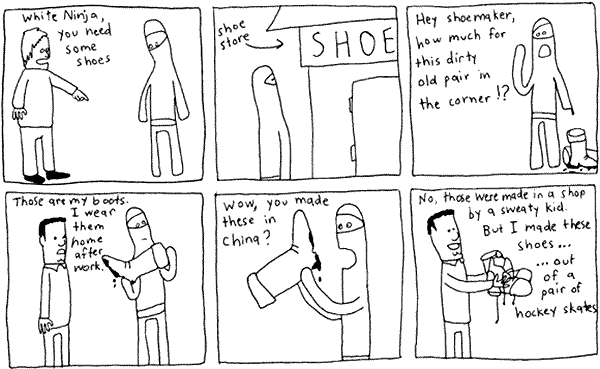 White Ninja,
you need
some
shoes
shoe
store
SHOE
Hey shoemaker,
how much for
this dirty
old pair in
the corner!?
Those are my boots.
I wear
them
home
after
work.
Wow, you made
these in
China?
No, those were made in a shop
by a sweaty kid.
But I made these
shoes...
...out
of a
pair of
hockey skates